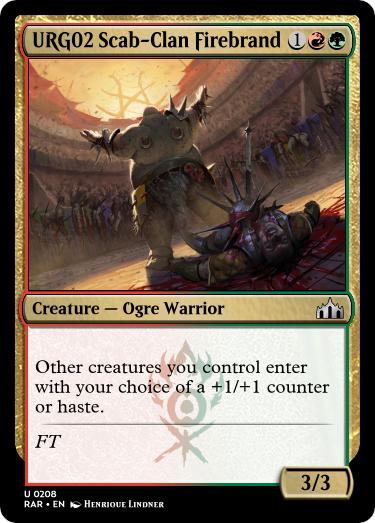 URG02 Scab-Clan Firebrand 1
Creature — Ogre Warrior
Other creatures you control enter
with your choice of a +1/+1 counter
or haste.
FT
3/3
U 0208
RAR • EN Henrique Lindner